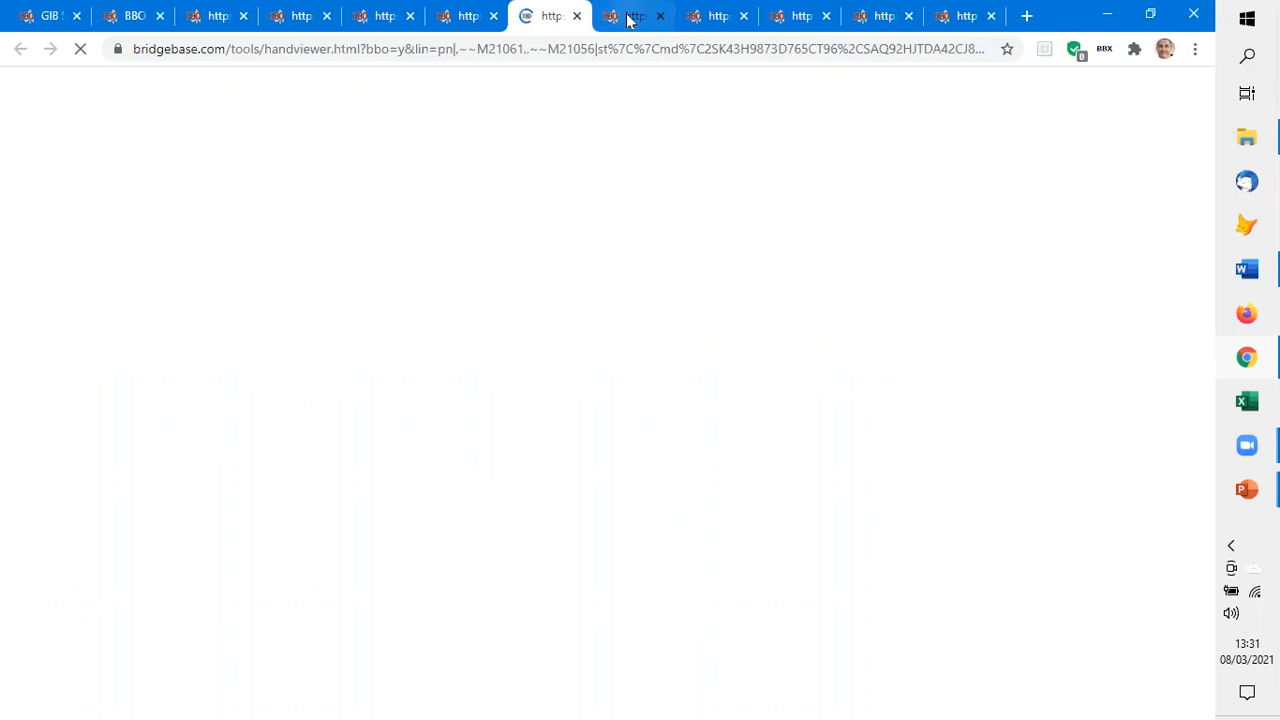 GIB BBO http http http http http http http http http http
bridgebase.com/tools/handviewer.html?bbo=y&lin=pn|,~~M21061,,~~M21056|st%7C%7Cmd%7C2SK43H9873D765CT96%2CSAQ92HJTDA42CJ8... BBX
0
13:31
08/03/2021